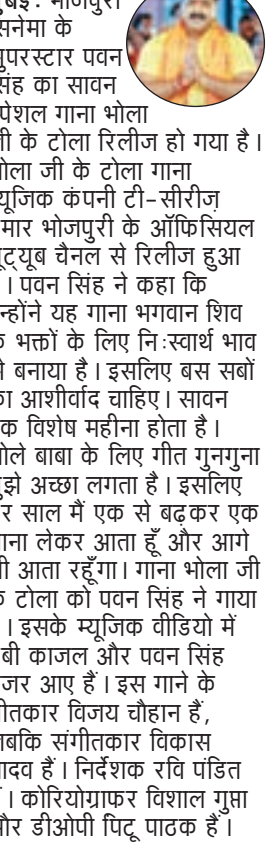 मुंबई: भोजपुरी
सिनेमा के
सुपरस्टार पवन
सिंह का सावन
स्पेशल गाना भोला
जी के टोला रिलीज हो गया है।
भोला जी के टोला गाना
म्यूजिक कंपनी टी-सीरीज़
हमार भोजपुरी के ऑफिसियल
यूट्यूब चैनल से रिलीज हुआ
है। पवन सिंह ने कहा कि
उन्होंने यह गाना भगवान शिव
के भक्तों के लिए निःस्वार्थ भाव
से बनाया है। इसलिए बस सबों
का आशीर्वाद चाहिए। सावन
एक विशेष महीना होता है।
भोले बाबा के लिए गीत गुनगुना
मुझे अच्छा लगता है। इसलिए
हर साल मैं एक से बढ़कर एक
गाना लेकर आता हूँ और आगे
भी आता रहूँगा। गाना भोला जी
के टोला को पवन सिंह ने गाया
है। इसके म्यूजिक वीडियो में
बी काजल और पवन सिंह
नजर आए हैं। इस गाने के
गीतकार विजय चौहान हैं,
जबकि संगीतकार विकास
यादव हैं। निर्देशक रवि पंडित
हैं। कोरियोग्राफर विशाल गुप्ता
और डीओपी पिंटू पाठक हैं।